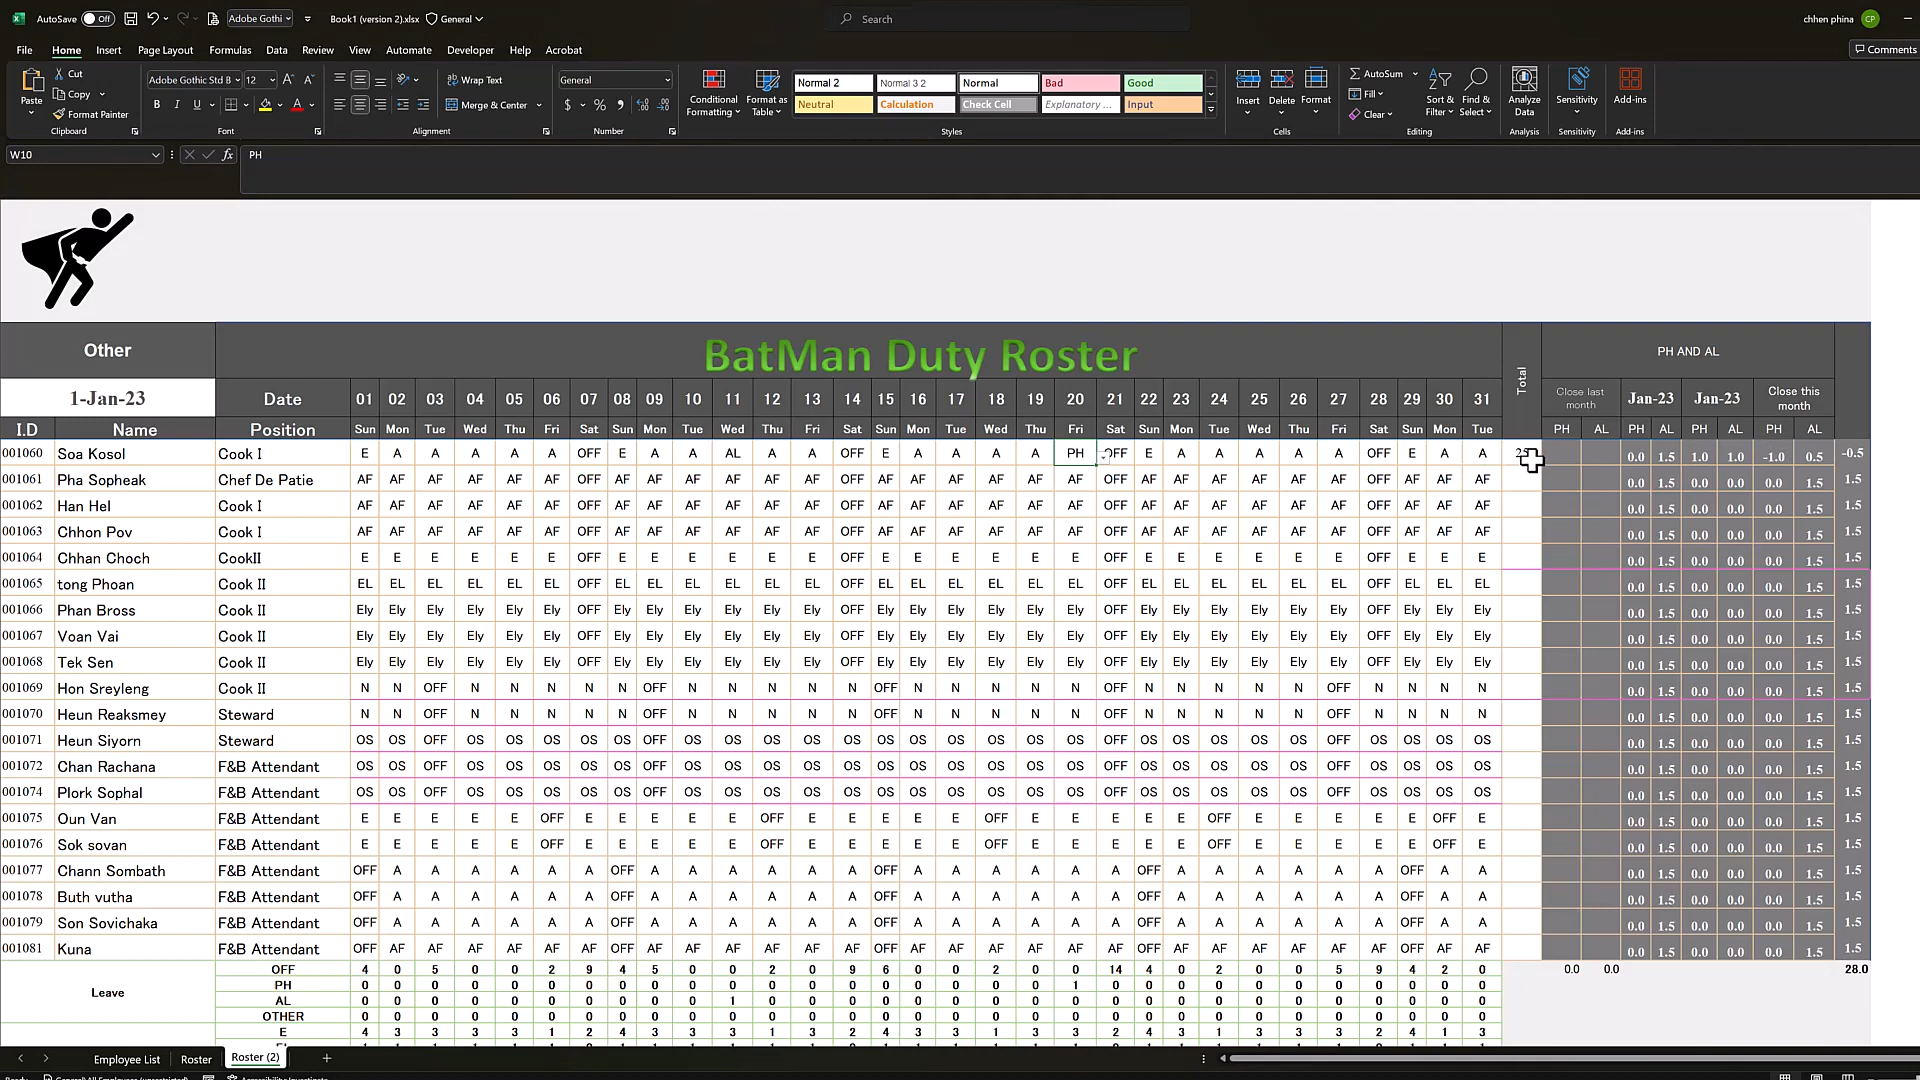 AutoSave Off Adobe Gothi Book1 (version 2).xlsx General Search chhen phina CP
File Home Insert Page Layout Formulas Data Review View Automate Developer Help Acrobat Comments
Paste Cut Copy Format Painter Clipboard
Adobe Gothic Std B 12 B I U A Font
Wrap Text Merge & Center Alignment
General $ % Number
Conditional Formatting Format as Table
Normal 2 Normal 3 2 Normal Bad Good
Neutral Calculation Check Cell Explanatory ... Input
Styles
Insert Delete Format Cells
AutoSum Fill Clear Sort & Filter Find & Select Editing
Analyze Data Analysis Sensitivity Sensitivity Add-ins Add-ins
W10 fx PH
Other BatMan Duty Roster Total PH AND AL
1-Jan-23 Date 01 02 03 04 05 06 07 08 09 10 11 12 13 14 15 16 17 18 19 20 21 22 23 24 25 26 27 28 29 30 31 Close last month Jan-23 Jan-23 Close this month
I.D Name Position Sun Mon Tue Wed Thu Fri Sat Sun Mon Tue Wed Thu Fri Sat Sun Mon Tue Wed Thu Fri Sat Sun Mon Tue Wed Thu Fri Sat Sun Mon Tue PH AL PH AL PH AL PH AL
001060 Soa Kosol Cook I E A A A A A OFF E A A AL A A OFF E A A A A PH OFF E A A A A A OFF E A A 0.0 1.5 1.0 1.0 -1.0 0.5 -0.5
001061 Pha Sopheak Chef De Patie AF AF AF AF AF AF OFF AF AF AF AF AF AF OFF AF AF AF AF AF AF OFF AF AF AF AF AF AF OFF AF AF AF 0.0 1.5 0.0 0.0 0.0 1.5 1.5
001062 Han Hel Cook I AF AF AF AF AF AF OFF AF AF AF AF AF AF OFF AF AF AF AF AF AF OFF AF AF AF AF AF AF OFF AF AF AF 0.0 1.5 0.0 0.0 0.0 1.5 1.5
001063 Chhon Pov Cook I AF AF AF AF AF AF OFF AF AF AF AF AF AF OFF AF AF AF AF AF AF OFF AF AF AF AF AF AF OFF AF AF AF 0.0 1.5 0.0 0.0 0.0 1.5 1.5
001064 Chhan Choch CookII E E E E E E OFF E E E E E E OFF E E E E E E OFF E E E E E E OFF E E E 0.0 1.5 0.0 0.0 0.0 1.5 1.5
001065 tong Phoan Cook II EL EL EL EL EL EL OFF EL EL EL EL EL EL OFF EL EL EL EL EL EL OFF EL EL EL EL EL EL OFF EL EL EL 0.0 1.5 0.0 0.0 0.0 1.5 1.5
001066 Phan Bross Cook II Ely Ely Ely Ely Ely Ely OFF Ely Ely Ely Ely Ely Ely OFF Ely Ely Ely Ely Ely Ely OFF Ely Ely Ely Ely Ely Ely OFF Ely Ely Ely 0.0 1.5 0.0 0.0 0.0 1.5 1.5
001067 Voan Vai Cook II Ely Ely Ely Ely Ely Ely OFF Ely Ely Ely Ely Ely Ely OFF Ely Ely Ely Ely Ely Ely OFF Ely Ely Ely Ely Ely Ely OFF Ely Ely Ely 0.0 1.5 0.0 0.0 0.0 1.5 1.5
001068 Tek Sen Cook II Ely Ely Ely Ely Ely Ely OFF Ely Ely Ely Ely Ely Ely OFF Ely Ely Ely Ely Ely Ely OFF Ely Ely Ely Ely Ely Ely OFF Ely Ely Ely 0.0 1.5 0.0 0.0 0.0 1.5 1.5
001069 Hon Sreyleng Cook II N N OFF N N N N N OFF N N N N N OFF N N N N N OFF N N N N N OFF N N N N 0.0 1.5 0.0 0.0 0.0 1.5 1.5
001070 Heun Reaksmey Steward N N OFF N N N N N OFF N N N N N OFF N N N N N OFF N N N N N OFF N N N N 0.0 1.5 0.0 0.0 0.0 1.5 1.5
001071 Heun Siyorn Steward OS OS OFF OS OS OS OS OS OFF OS OS OS OS OS OS OS OS OS OS OS OFF OS OS OS OS OS OFF OS OS OS OS 0.0 1.5 0.0 0.0 0.0 1.5 1.5
001072 Chan Rachana F&B Attendant OS OS OFF OS OS OS OS OS OFF OS OS OS OS OS OS OS OS OS OS OS OFF OS OS OS OS OS OFF OS OS OS OS 0.0 1.5 0.0 0.0 0.0 1.5 1.5
001074 Plork Sophal F&B Attendant OS OS OFF OS OS OS OS OS OFF OS OS OS OS OS OS OS OS OS OS OS OFF OS OS OS OS OS OFF OS OS OS OS 0.0 1.5 0.0 0.0 0.0 1.5 1.5
001075 Oun Van F&B Attendant E E E E E OFF E E E E E OFF E E E E E OFF E E E E E OFF E E E E E OFF E 0.0 1.5 0.0 0.0 0.0 1.5 1.5
001076 Sok sovan F&B Attendant E E E E E OFF E E E E E OFF E E E E E OFF E E E E E OFF E E E E E OFF E 0.0 1.5 0.0 0.0 0.0 1.5 1.5
001077 Chann Sombath F&B Attendant OFF A A A A A A OFF A A A A A A OFF A A A A A A OFF A A A A A A OFF A A 0.0 1.5 0.0 0.0 0.0 1.5 1.5
001078 Buth vutha F&B Attendant OFF A A A A A A OFF A A A A A A OFF A A A A A A OFF A A A A A A OFF A A 0.0 1.5 0.0 0.0 0.0 1.5 1.5
001079 Son Sovichaka F&B Attendant OFF A A A A A A OFF A A A A A A OFF A A A A A A OFF A A A A A A OFF A A 0.0 1.5 0.0 0.0 0.0 1.5 1.5
001081 Kuna F&B Attendant OFF AF AF AF AF AF AF OFF AF AF AF AF AF AF OFF AF AF AF AF AF AF OFF AF AF AF AF AF AF OFF AF AF 0.0 1.5 0.0 0.0 0.0 1.5 1.5
Leave OFF 4 0 5 0 0 2 9 4 5 0 0 2 0 9 6 0 0 2 0 0 14 4 0 2 0 0 5 9 4 2 0 0.0 0.0 28.0
PH 0 0 0 0 0 0 0 0 0 0 0 0 0 0 0 0 0 0 0 1 0 0 0 0 0 0 0 0 0 0 0
AL 0 0 0 0 0 0 0 0 0 0 1 0 0 0 0 0 0 0 0 0 0 0 0 0 0 0 0 0 0 0 0
OTHER 0 0 0 0 0 0 0 0 0 0 0 0 0 0 0 0 0 0 0 0 0 0 0 0 0 0 0 0 0 0 0
E 4 3 3 3 3 1 2 4 3 3 3 1 3 2 4 3 3 1 3 3 2 4 3 1 3 3 3 2 4 1 3
Employee List Roster Roster (2)